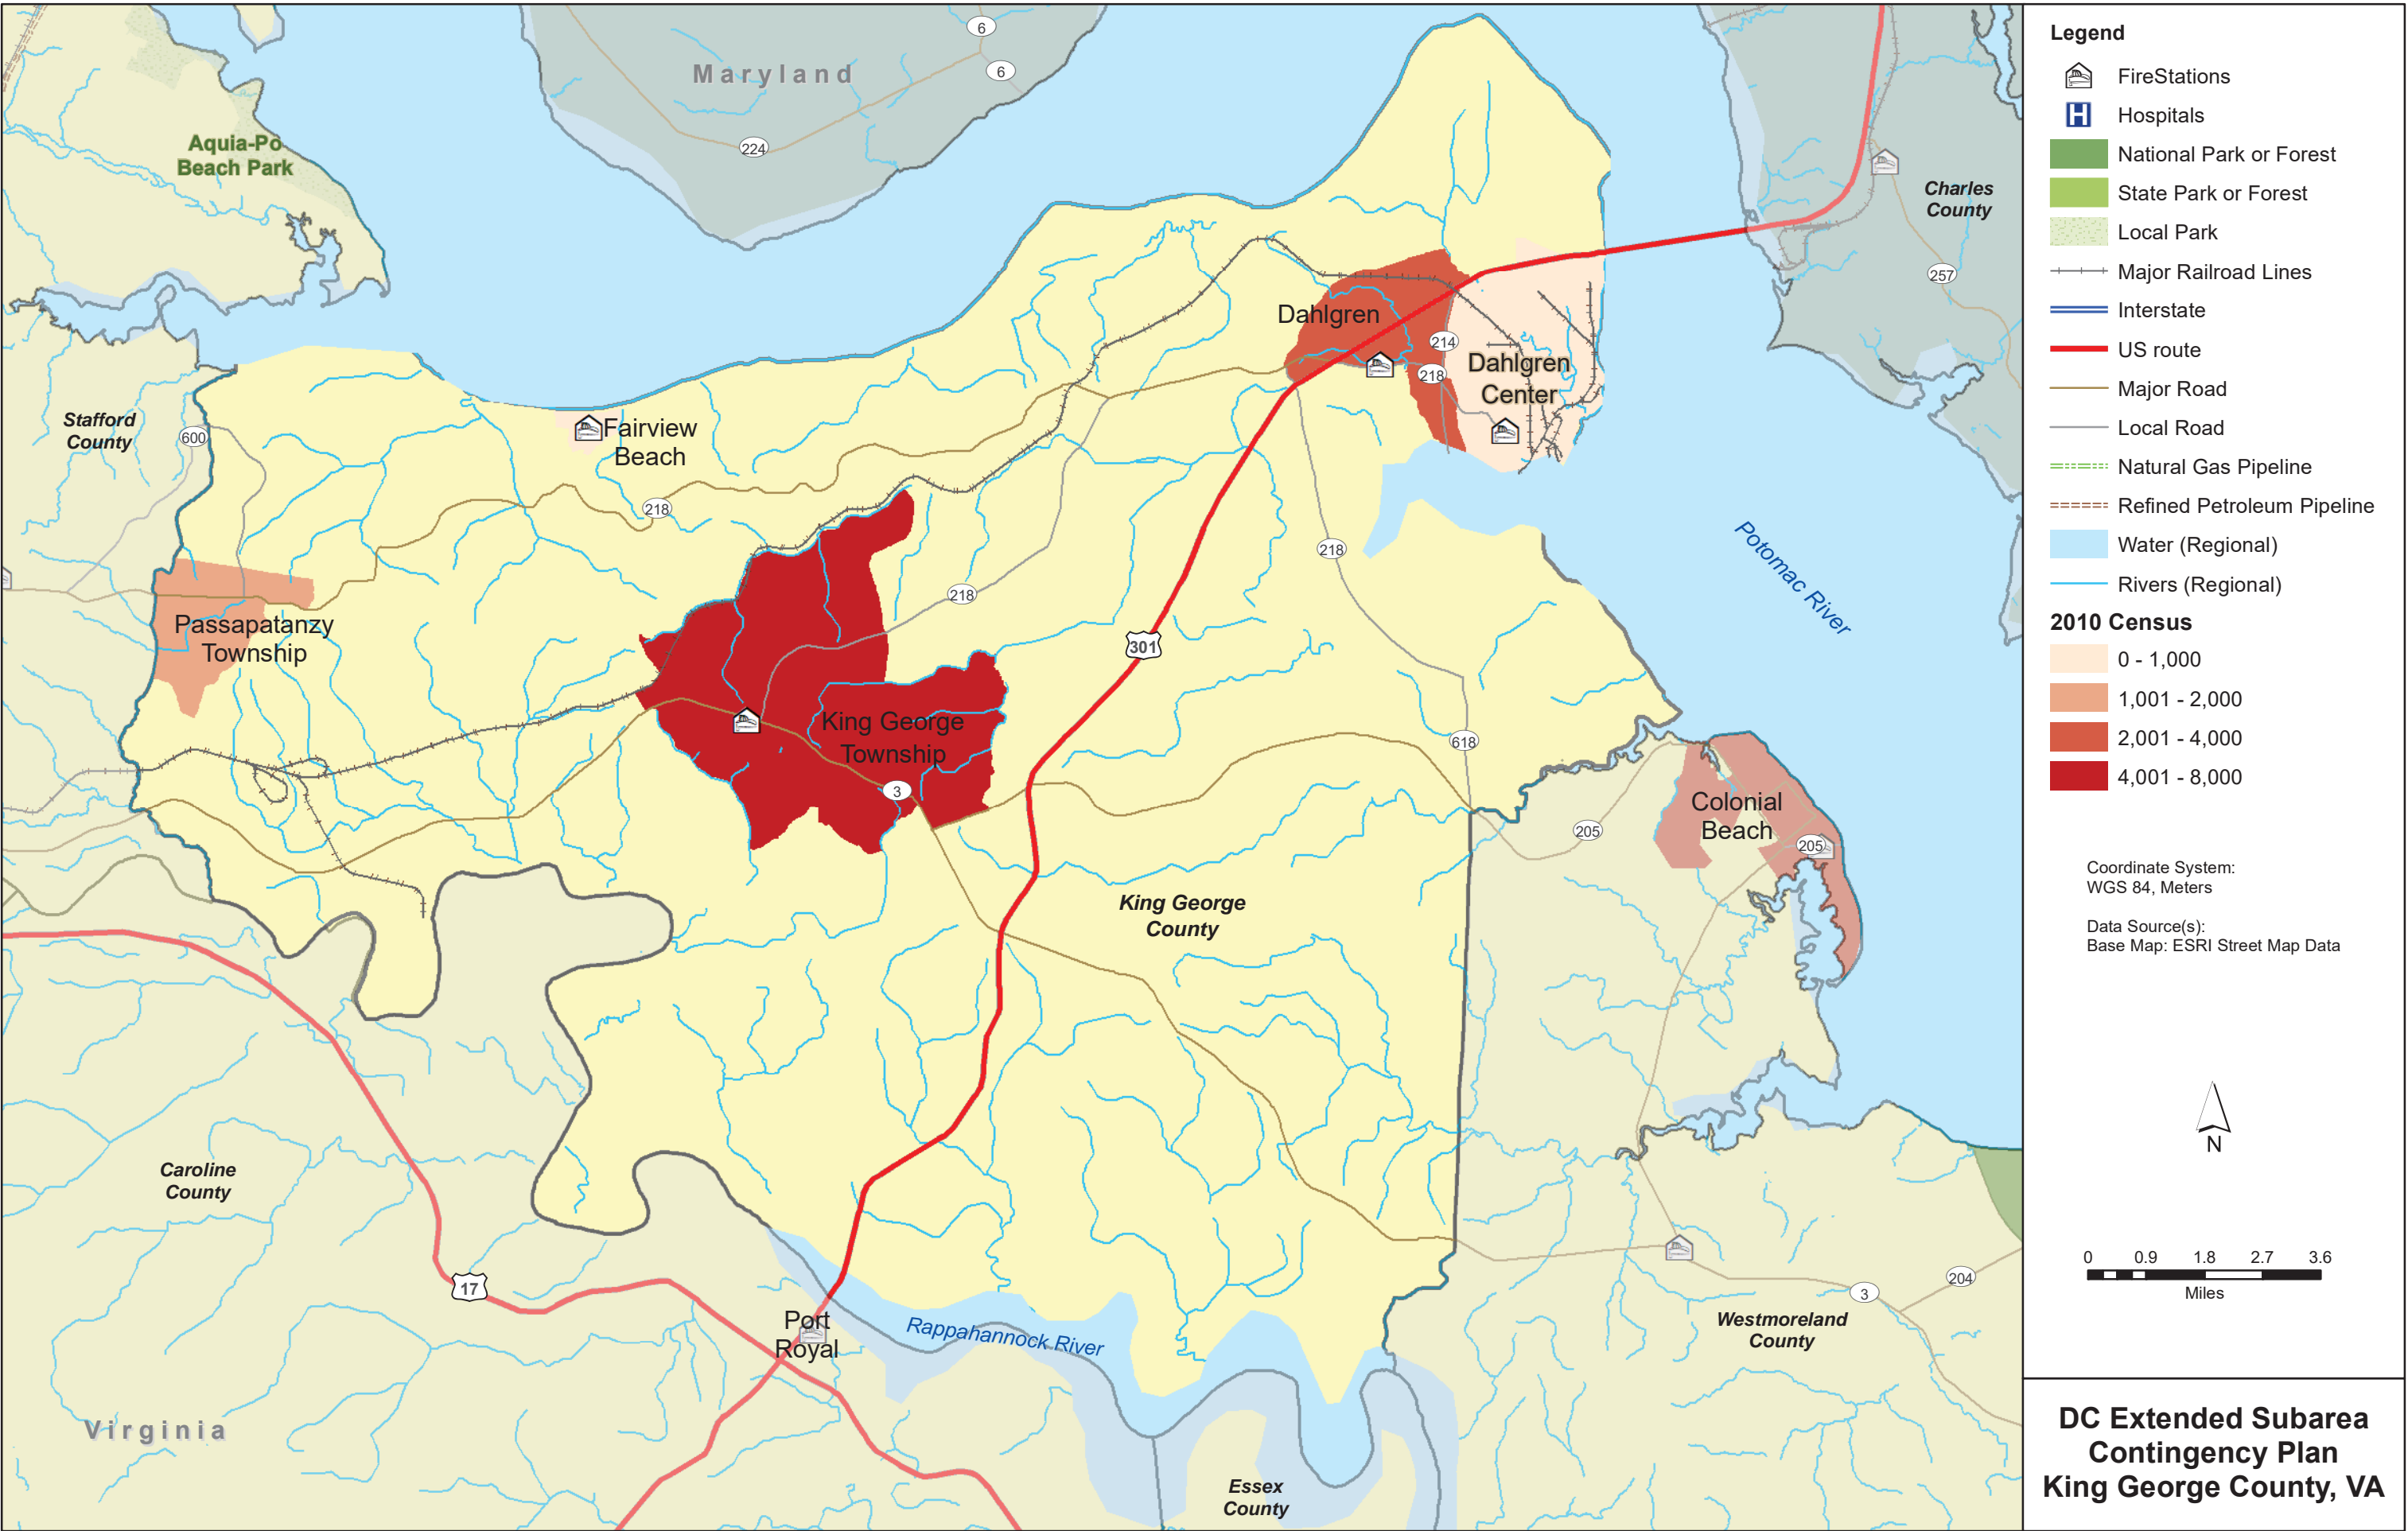 6
6
Maryland
224
Aquia-Po
Beach Park
Charles
County
257
Dahlgren
214
218
Dahlgren
Center
Stafford
County
600
Fairview
Beach
218
218
218
Potomac River
Passapatanzy
Township
301
King George
Township
3
618
205
Colonial
Beach
205
King George
County
Caroline
County
17
Port
Royal
Rappahannock River
204
3
Westmoreland
County
Virginia
Essex
County
Legend
FireStations
H Hospitals
National Park or Forest
State Park or Forest
Local Park
Major Railroad Lines
Interstate
US route
Major Road
Local Road
Natural Gas Pipeline
Refined Petroleum Pipeline
Water (Regional)
Rivers (Regional)
2010 Census
0 - 1,000
1,001 - 2,000
2,001 - 4,000
4,001 - 8,000
Coordinate System:
WGS 84, Meters
Data Source(s):
Base Map: ESRI Street Map Data
N
0 0.9 1.8 2.7 3.6
Miles
DC Extended Subarea
Contingency Plan
King George County, VA